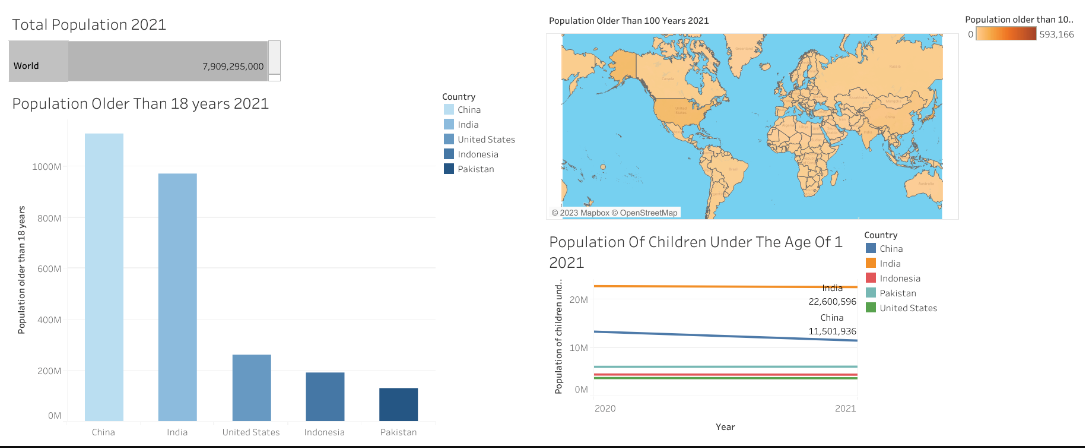 Total Population 2021
World
7,909,295,000
Population Older Than 18 years 2021
Population older than 18 years
1000M
800M
600M
400M
200M
0M
China
India
United States
Indonesia
Pakistan
Country
China
India
United States
Indonesia
Pakistan
Population Older Than 100 Years 2021
© 2023 Mapbox © OpenStreetMap
Population older than 10..
0
593,166
Population Of Children Under The Age Of 1
2021
Population of children und..
20M
10M
0M
India
22,600,596
China
11,501,936
2020
2021
Year
Country
China
India
Indonesia
Pakistan
United States